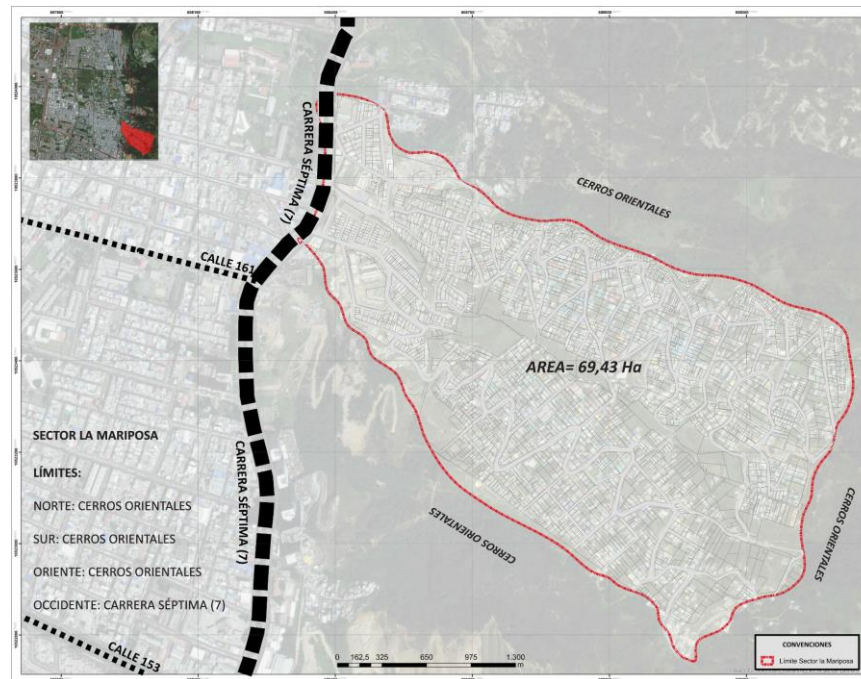 CARRERA SÉPTIMA (7)
CERROS ORIENTALES
CALLE 161
AREA= 69,43 Ha
SECTOR LA MARIPOSA
LÍMITES:
NORTE: CERROS ORIENTALES
SUR: CERROS ORIENTALES
ORIENTE: CERROS ORIENTALES
OCCIDENTE: CARRERA SÉPTIMA (7)
CARRERA SÉPTIMA (7)
CERROS ORIENTALES
CERROS ORIENTALES
CALLE 153
0 162,5 325 650 975 1.300
m
CONVENCIONES
Límite Sector la Mariposa